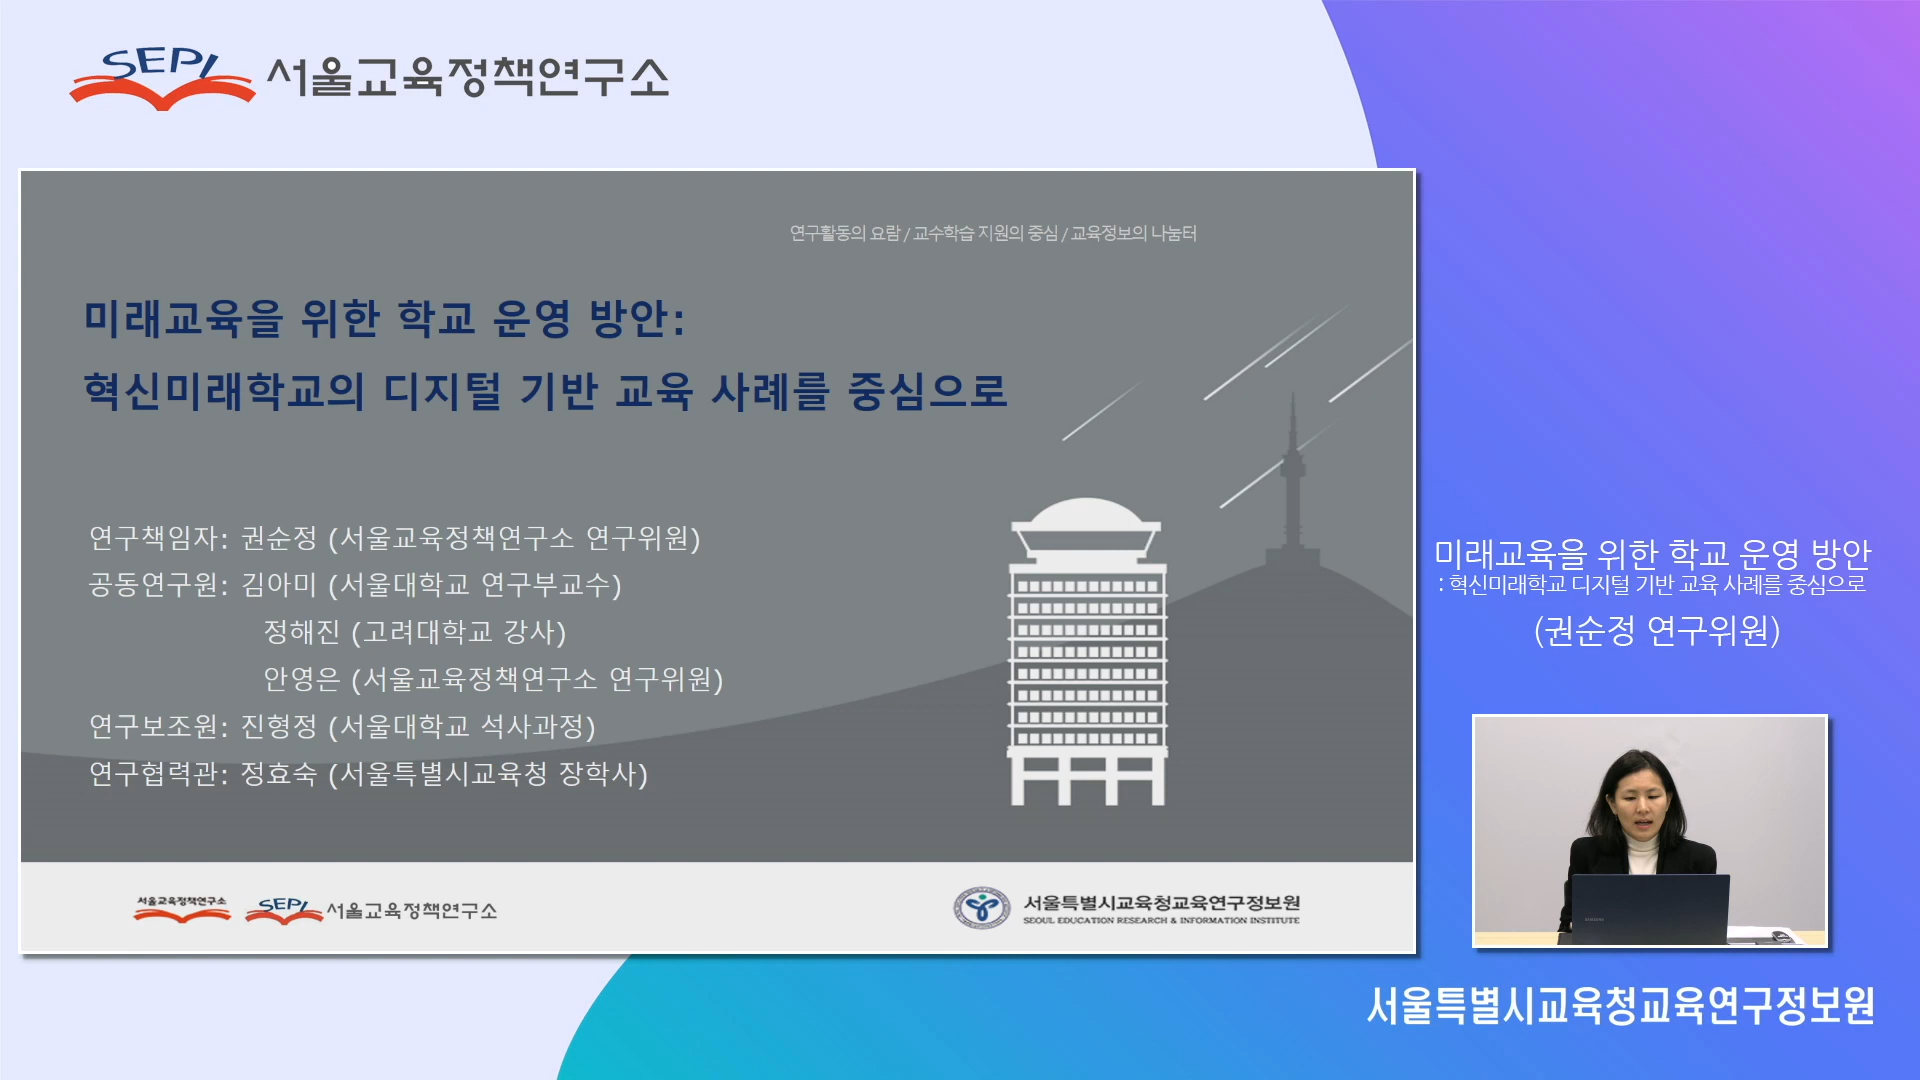 SEPI 서울교육정책연구소
연구활동의 요람 / 교수학습 지원의 중심 / 교육정보의 나눔터
미래교육을 위한 학교 운영 방안:
혁신미래학교의 디지털 기반 교육 사례를 중심으로
연구책임자: 권순정 (서울교육정책연구소 연구위원)
공동연구원: 김아미 (서울대학교 연구부교수)
정해진 (고려대학교 강사)
안영은 (서울교육정책연구소 연구위원)
연구보조원: 진형정 (서울대학교 석사과정)
연구협력관: 정효숙 (서울특별시교육청 장학사)
서울교육정책연구소
SEPI 서울교육정책연구소
서울특별시교육청교육연구정보원
SEOUL EDUCATION RESEARCH & INFORMATION INSTITUTE
미래교육을 위한 학교 운영 방안
: 혁신미래학교 디지털 기반 교육 사례를 중심으로
(권순정 연구위원)
서울특별시교육청교육연구정보원